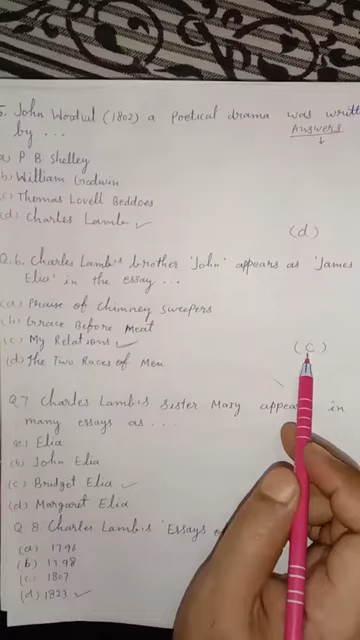 5. John Woodvil (1802) a poetical drama was writt
by ...
Answers
a) P B Shelley
b) William Godwin
c) Thomas Lovell Beddoes
(d) Charles Lamb ✓
(d)
Q.6. Charles Lamb's brother 'John' appears as 'James
Elia' in the essay ...
(a) Praise of Chimney Sweepers
(b) Grace Before Meat
(c) My Relations ✓
(c)
(d) The Two Races of Men
Q 7 Charles Lamb's Sister Mary appea in
many essays as ...
(a) Elia
(b) John Elia
(c) Bridget Elia ✓
(d) Margaret Elia
Q 8. Charles Lamb's 'Essays of
(a) 1796
(b) 1798
(c) 1807
(d) 1823 ✓